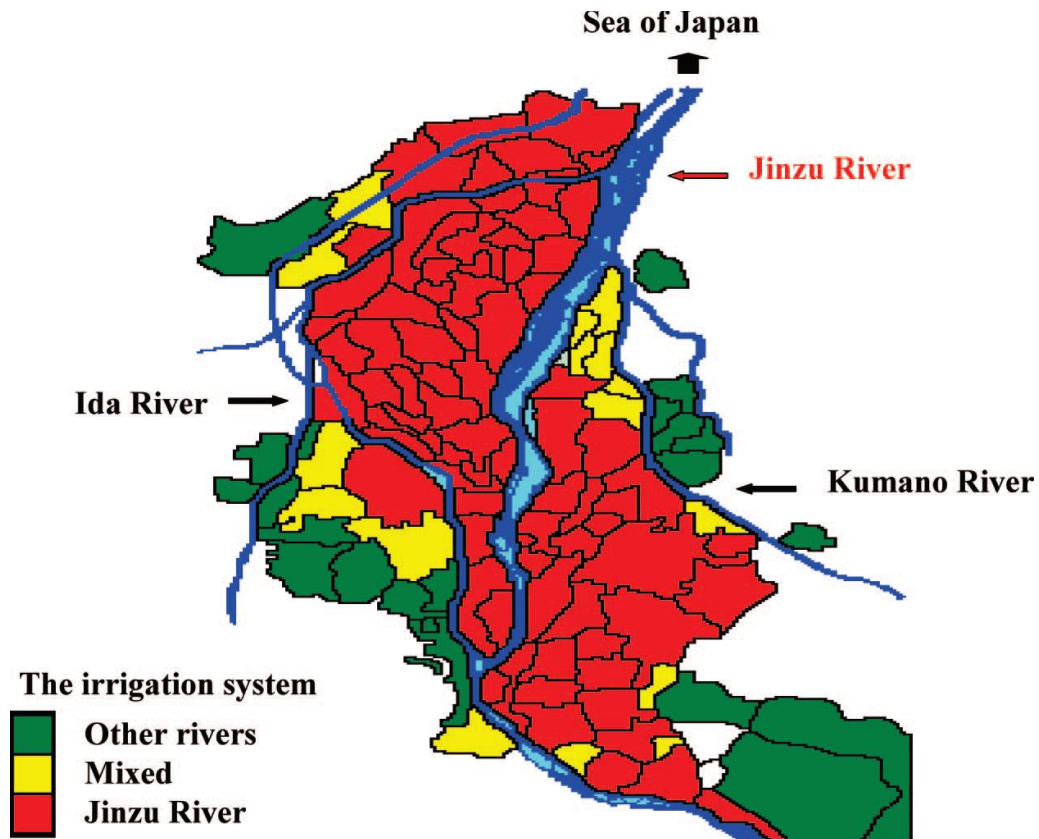 Sea of Japan
Jinzu River
Ida River
Kumano River
The irrigation system
Other rivers
Mixed
Jinzu River